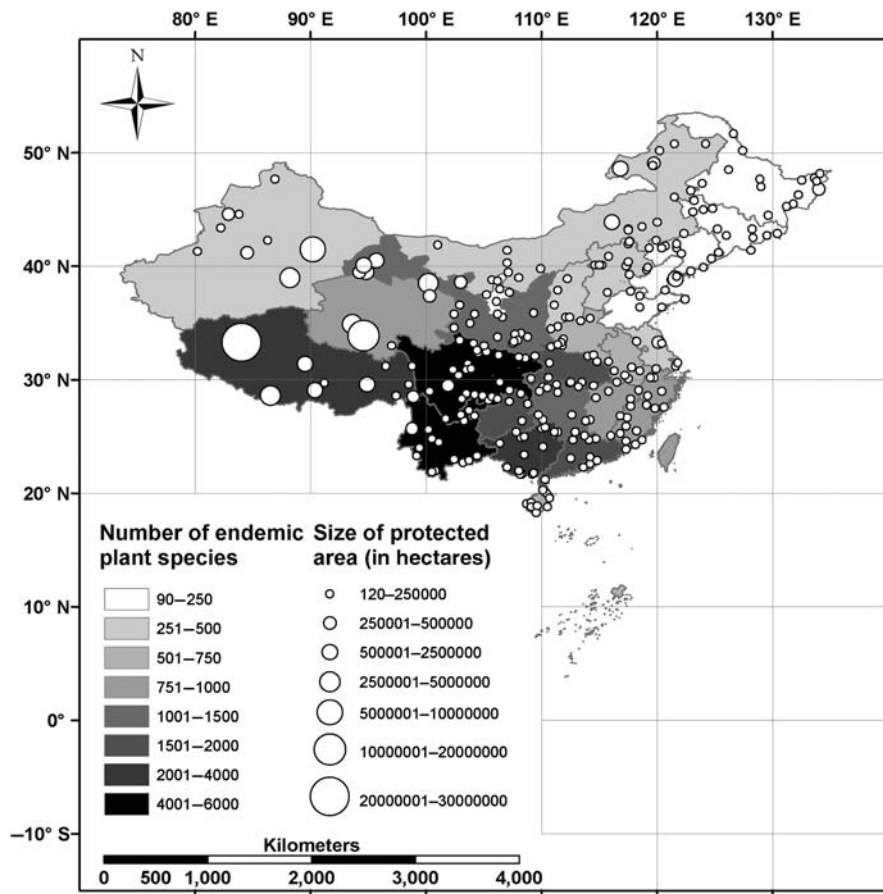 80° E 90° E 100° E 110° E 120° E 130° E
N
50° N
40° N
30° N
20° N
10° N
0°
–10° S
Number of endemic
plant species
90–250
251–500
501–750
751–1000
1001–1500
1501–2000
2001–4000
4001–6000
Size of protected
area (in hectares)
120–250000
250001–500000
500001–2500000
2500001–5000000
5000001–10000000
10000001–20000000
20000001–30000000
Kilometers
0 500 1,000 2,000 3,000 4,000